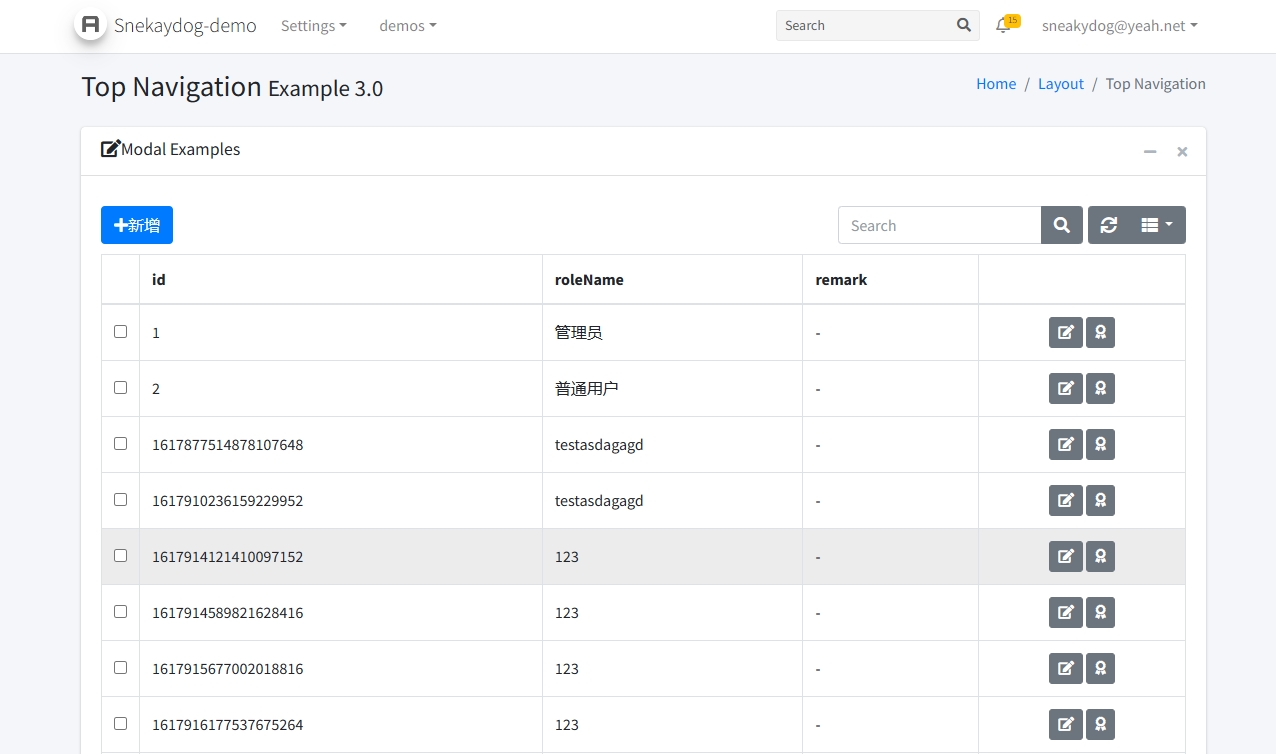 Snekaydog-demo Settings demos Search 15 sneakydog@yeah.net
Top Navigation Example 3.0 Home / Layout / Top Navigation
Modal Examples
新增 Search
id roleName remark
1 管理员 -
2 普通用户 -
1617877514878107648 testasdagagd -
1617910236159229952 testasdagagd -
1617914121410097152 123 -
1617914589821628416 123 -
1617915677002018816 123 -
1617916177537675264 123 -